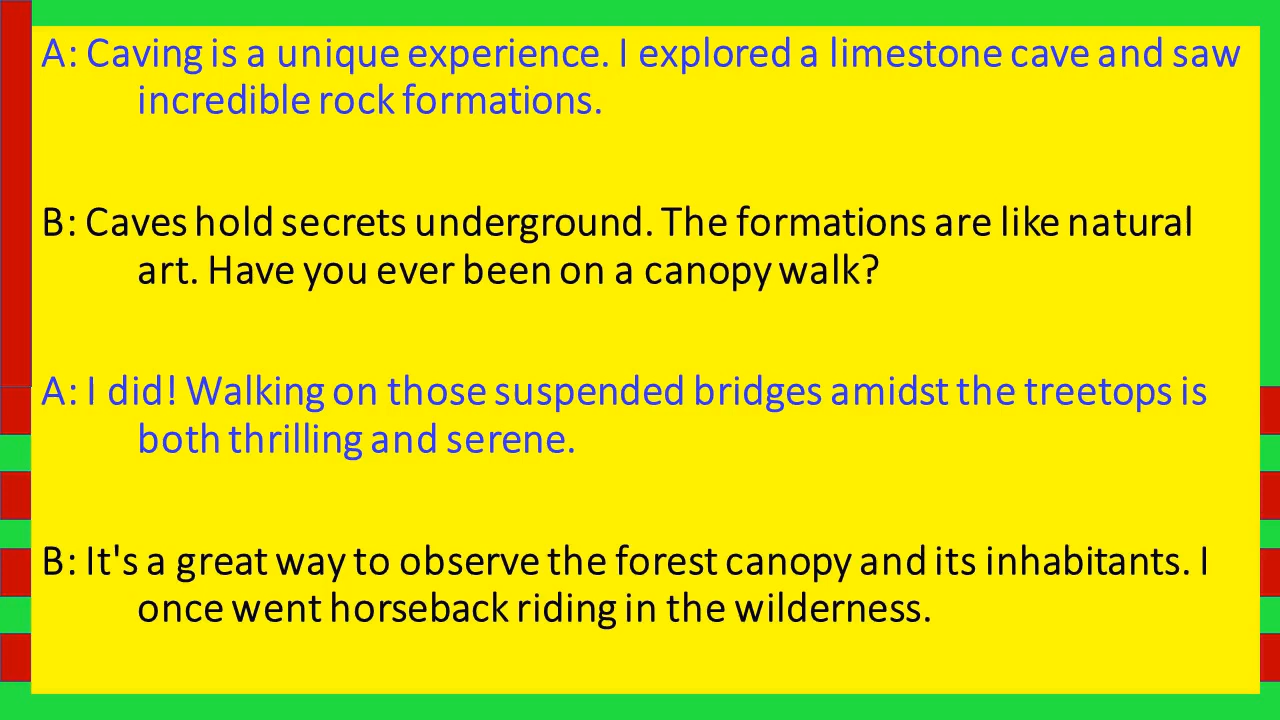 A: Caving is a unique experience. I explored a limestone cave and saw
incredible rock formations.
B: Caves hold secrets underground. The formations are like natural
art. Have you ever been on a canopy walk?
A: I did! Walking on those suspended bridges amidst the treetops is
both thrilling and serene.
B: It's a great way to observe the forest canopy and its inhabitants. I
once went horseback riding in the wilderness.